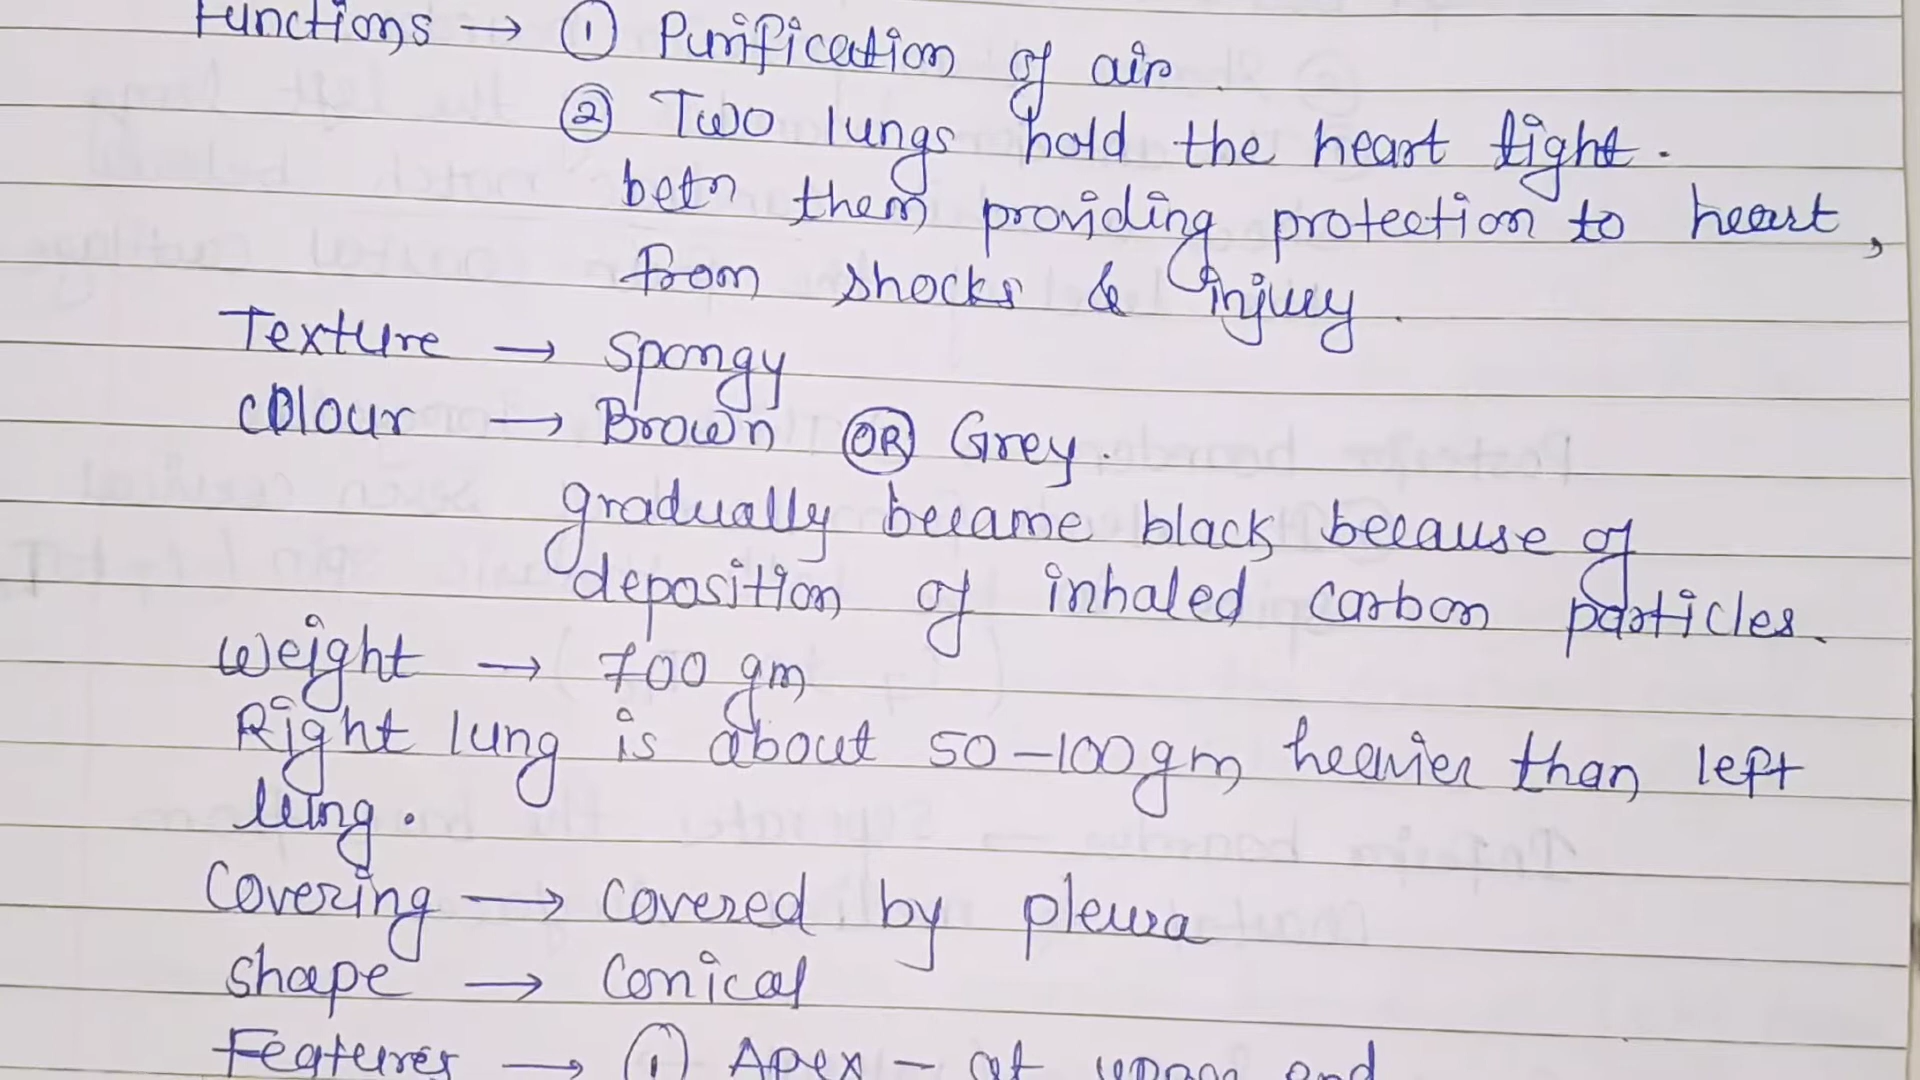 Functions → ① Purification of air.
② Two lungs hold the heart tight.
betn them providing protection to heart,
from shocks & injury.
Texture → Spongy
colour → Brown OR Grey.
gradually became black because of
deposition of inhaled carbon particles.
Weight → 700 gm
Right lung is about 50-100gm heavier than left
lung.
Covering → covered by pleura
shape → Conical
Features → ① Apex - at upper end